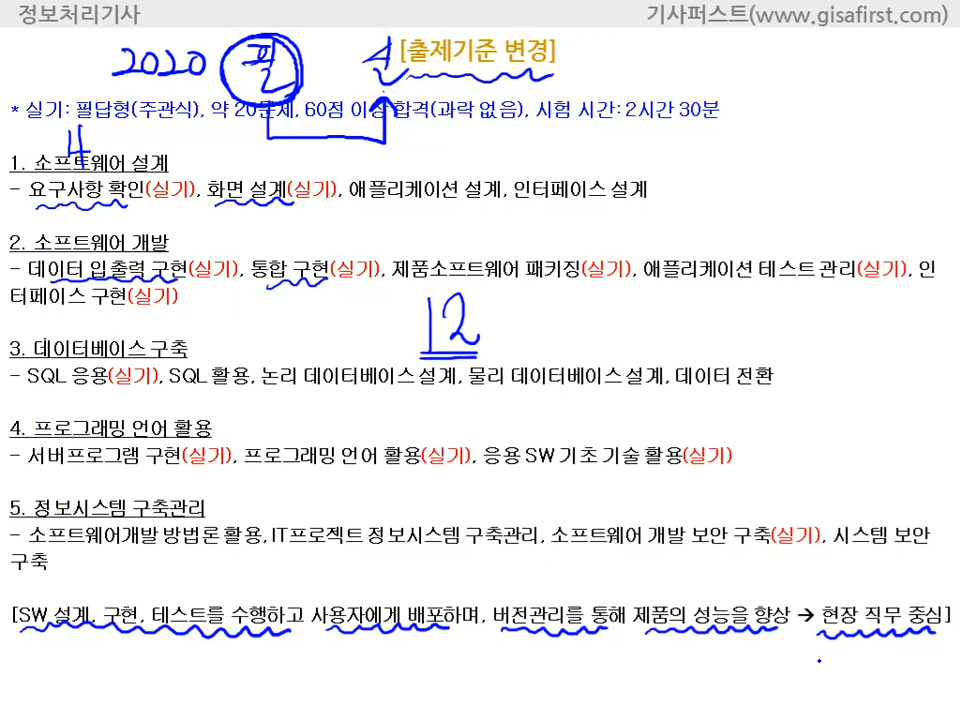 정보처리기사 기사퍼스트(www.gisafirst.com)
2020 필 실 [출제기준 변경]
* 실기: 필답형(주관식), 약 20문제, 60점 이상 합격(과락 없음), 시험 시간: 2시간 30분
1. 소프트웨어 설계
- 요구사항 확인(실기), 화면 설계(실기), 애플리케이션 설계, 인터페이스 설계
2. 소프트웨어 개발
- 데이터 입출력 구현(실기), 통합 구현(실기), 제품소프트웨어 패키징(실기), 애플리케이션 테스트 관리(실기), 인
터페이스 구현(실기)
12
3. 데이터베이스 구축
- SQL 응용(실기), SQL 활용, 논리 데이터베이스 설계, 물리 데이터베이스 설계, 데이터 전환
4. 프로그래밍 언어 활용
- 서버프로그램 구현(실기), 프로그래밍 언어 활용(실기), 응용 SW 기초 기술 활용(실기)
5. 정보시스템 구축관리
- 소프트웨어개발 방법론 활용, IT프로젝트 정보시스템 구축관리, 소프트웨어 개발 보안 구축(실기), 시스템 보안
구축
[SW 설계, 구현, 테스트를 수행하고 사용자에게 배포하며, 버전관리를 통해 제품의 성능을 향상 → 현장 직무 중심]